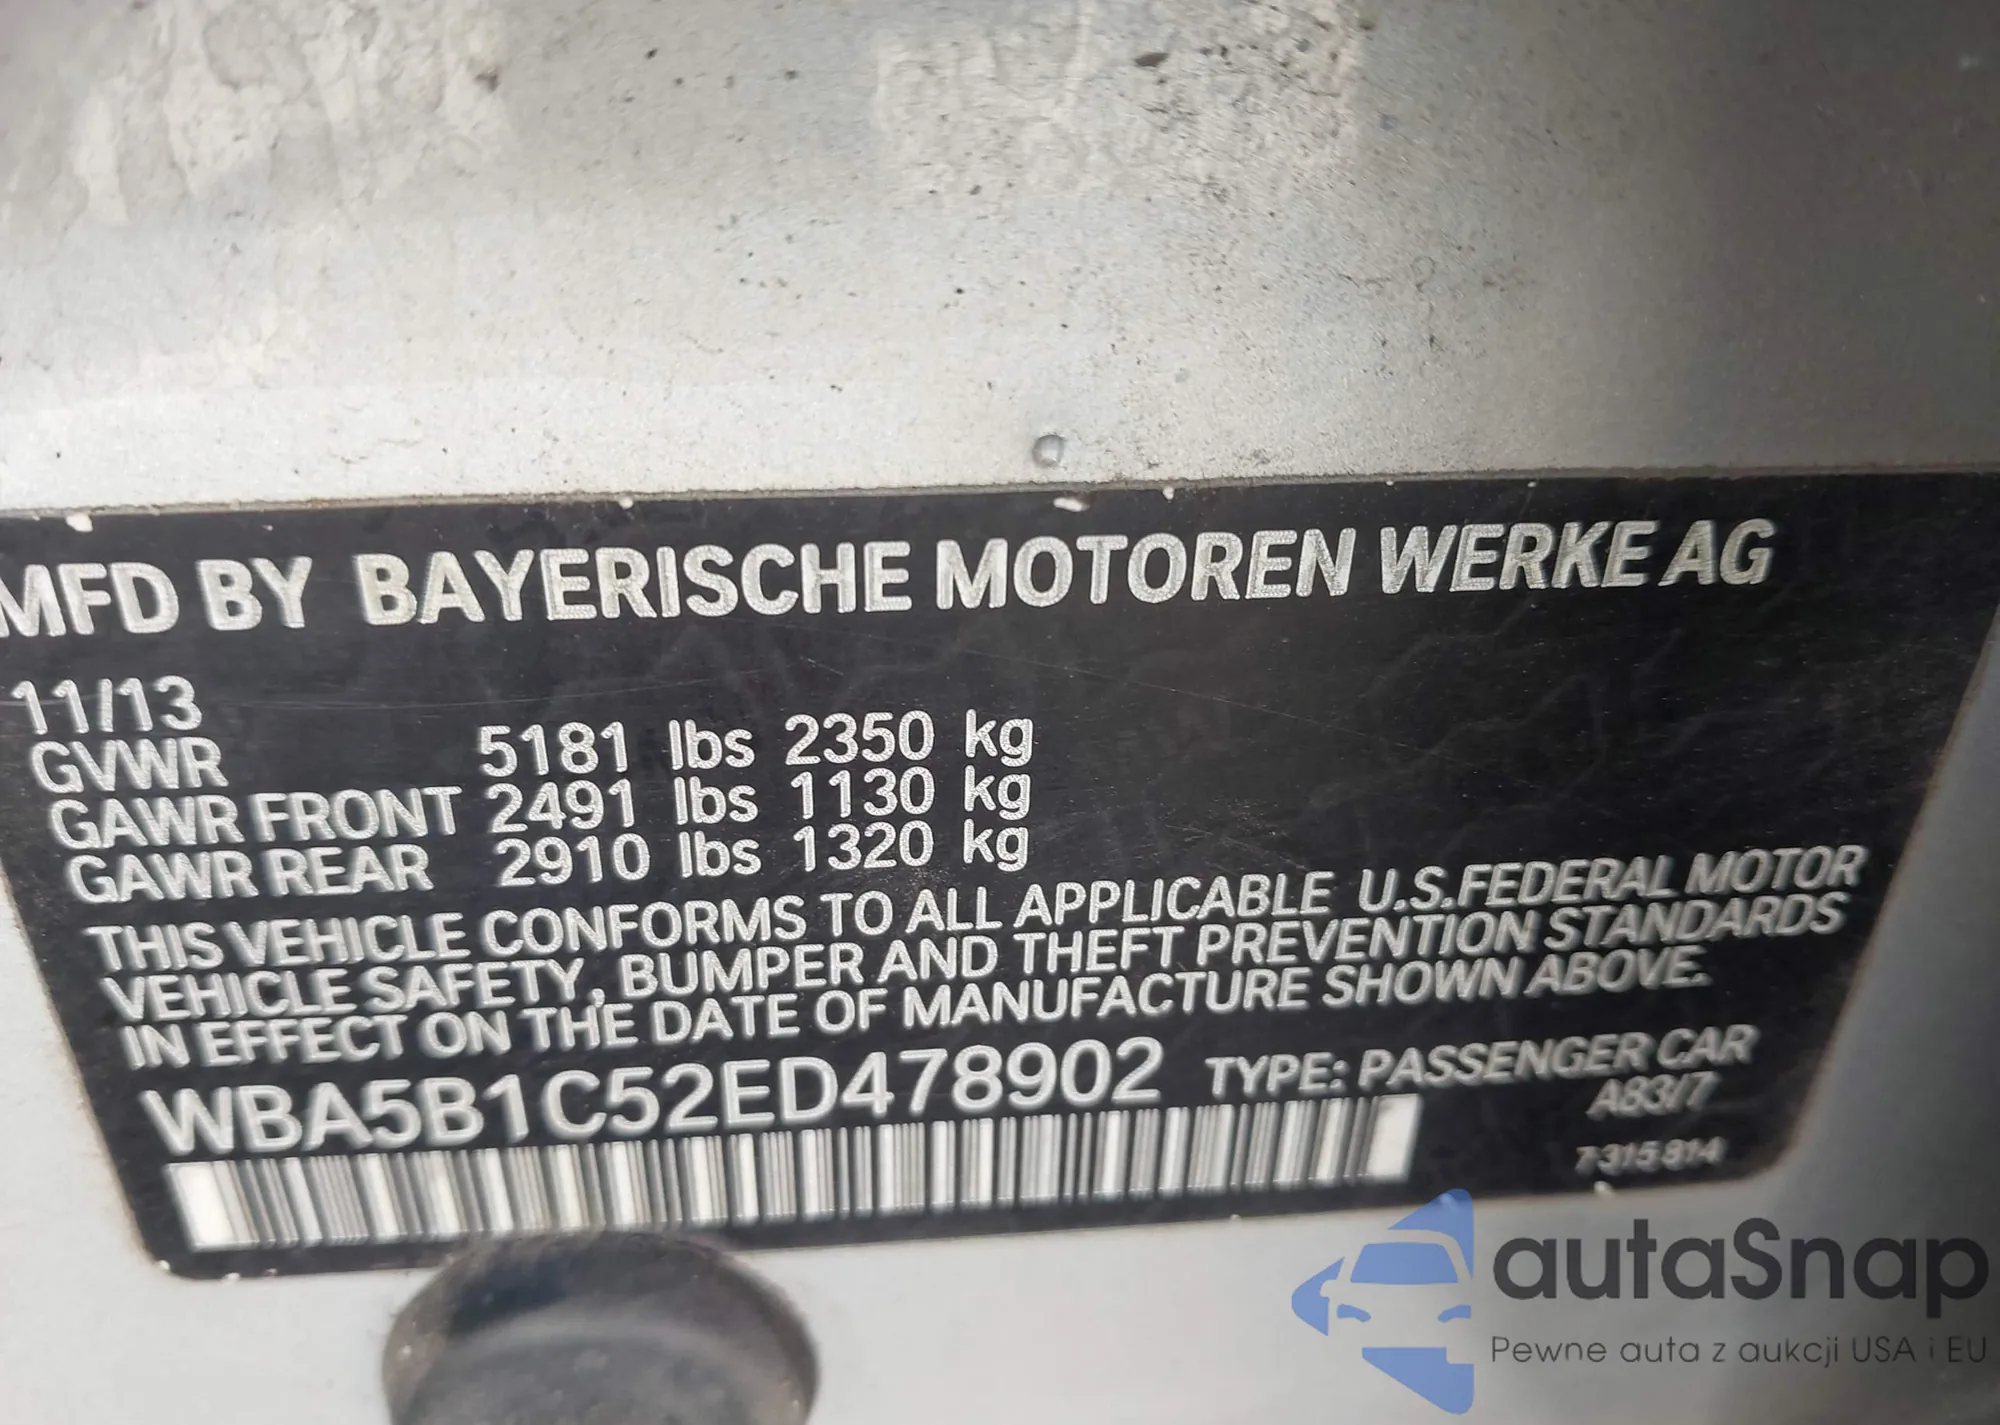 MFD BY BAYERISCHE MOTOREN WERKE AG
11/13
GVWR 5181 lbs 2350 kg
GAWR FRONT 2491 lbs 1130 kg
GAWR REAR 2910 lbs 1320 kg
THIS VEHICLE CONFORMS TO ALL APPLICABLE U.S.FEDERAL MOTOR
VEHICLE SAFETY, BUMPER AND THEFT PREVENTION STANDARDS
IN EFFECT ON THE DATE OF MANUFACTURE SHOWN ABOVE.
WBA5B1C52ED478902 TYPE: PASSENGER CAR
A83/7
7 315 814
autaSnap
Pewne auta z aukcji USA i EU